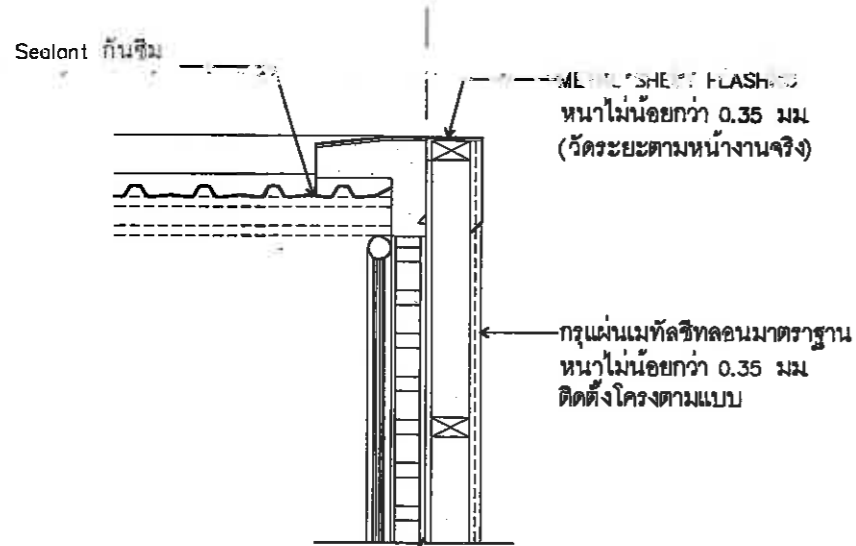 Sealant กันซึม
METAL SHEET FLASHING
หนาไม่น้อยกว่า 0.35 มม.
(วัดระยะตามหน้างานจริง)
กรุแผ่นเมทัลชีทลอนมาตราฐาน
หนาไม่น้อยกว่า 0.35 มม.
ติดตั้งโครงตามแบบ